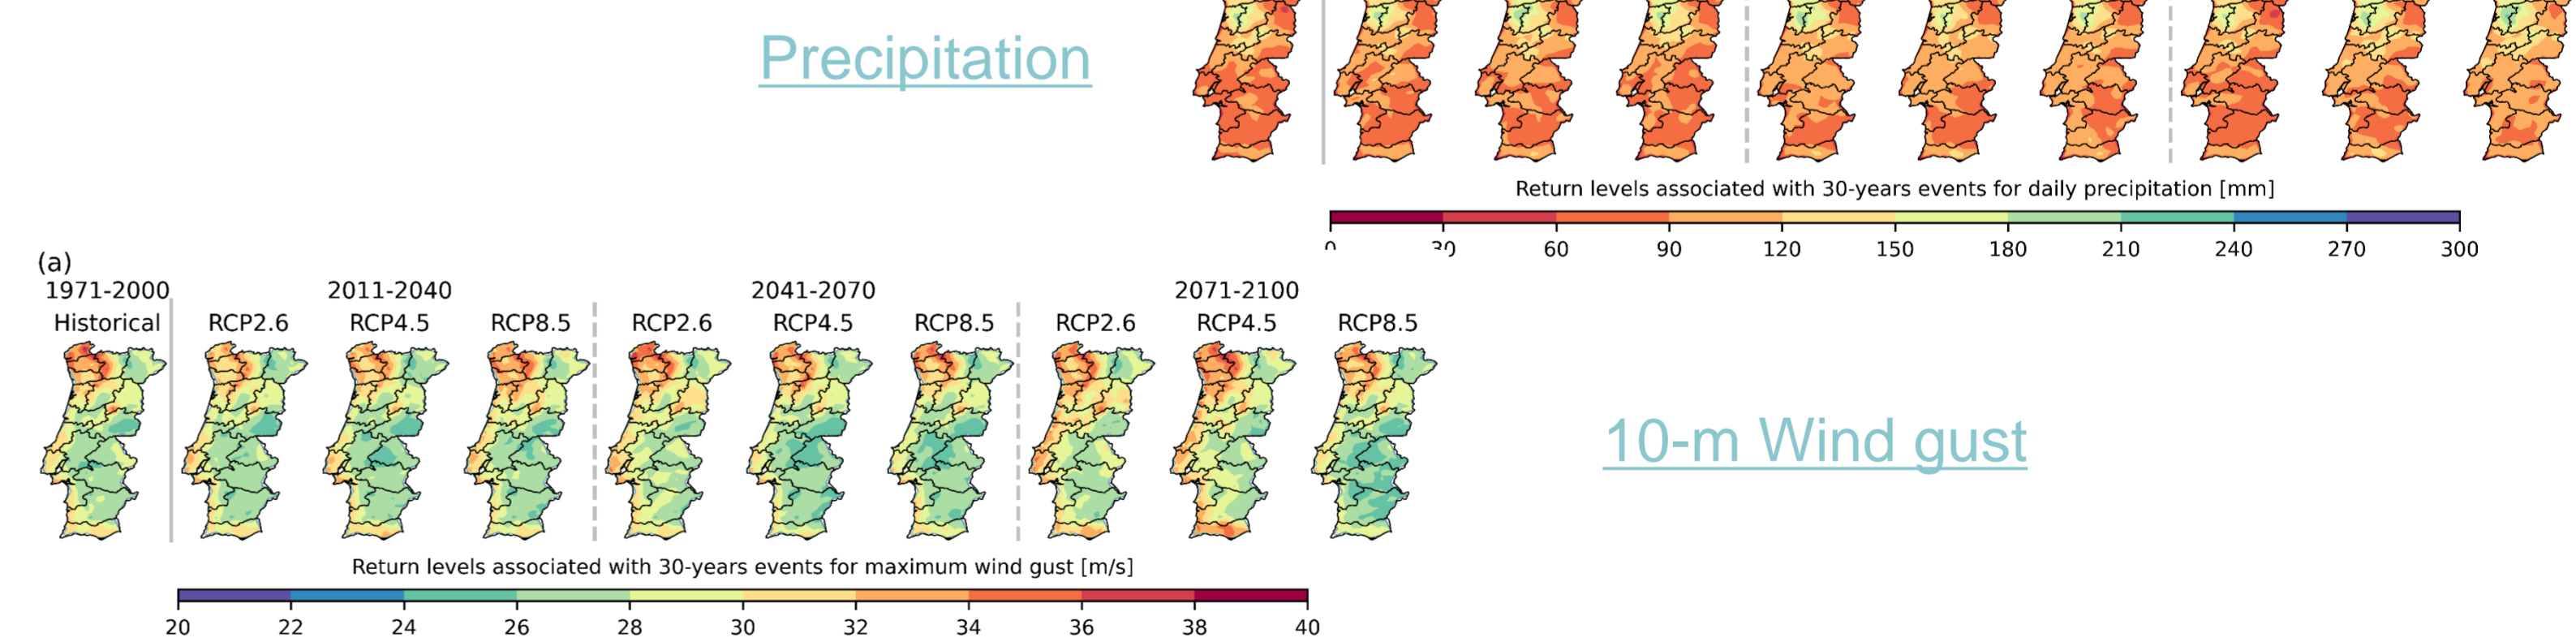 Precipitation
Return levels associated with 30-years events for daily precipitation [mm]
0 30 60 90 120 150 180 210 240 270 300
(a)
1971-2000 2011-2040 2041-2070 2071-2100
Historical RCP2.6 RCP4.5 RCP8.5 RCP2.6 RCP4.5 RCP8.5 RCP2.6 RCP4.5 RCP8.5
10-m Wind gust
Return levels associated with 30-years events for maximum wind gust [m/s]
20 22 24 26 28 30 32 34 36 38 40